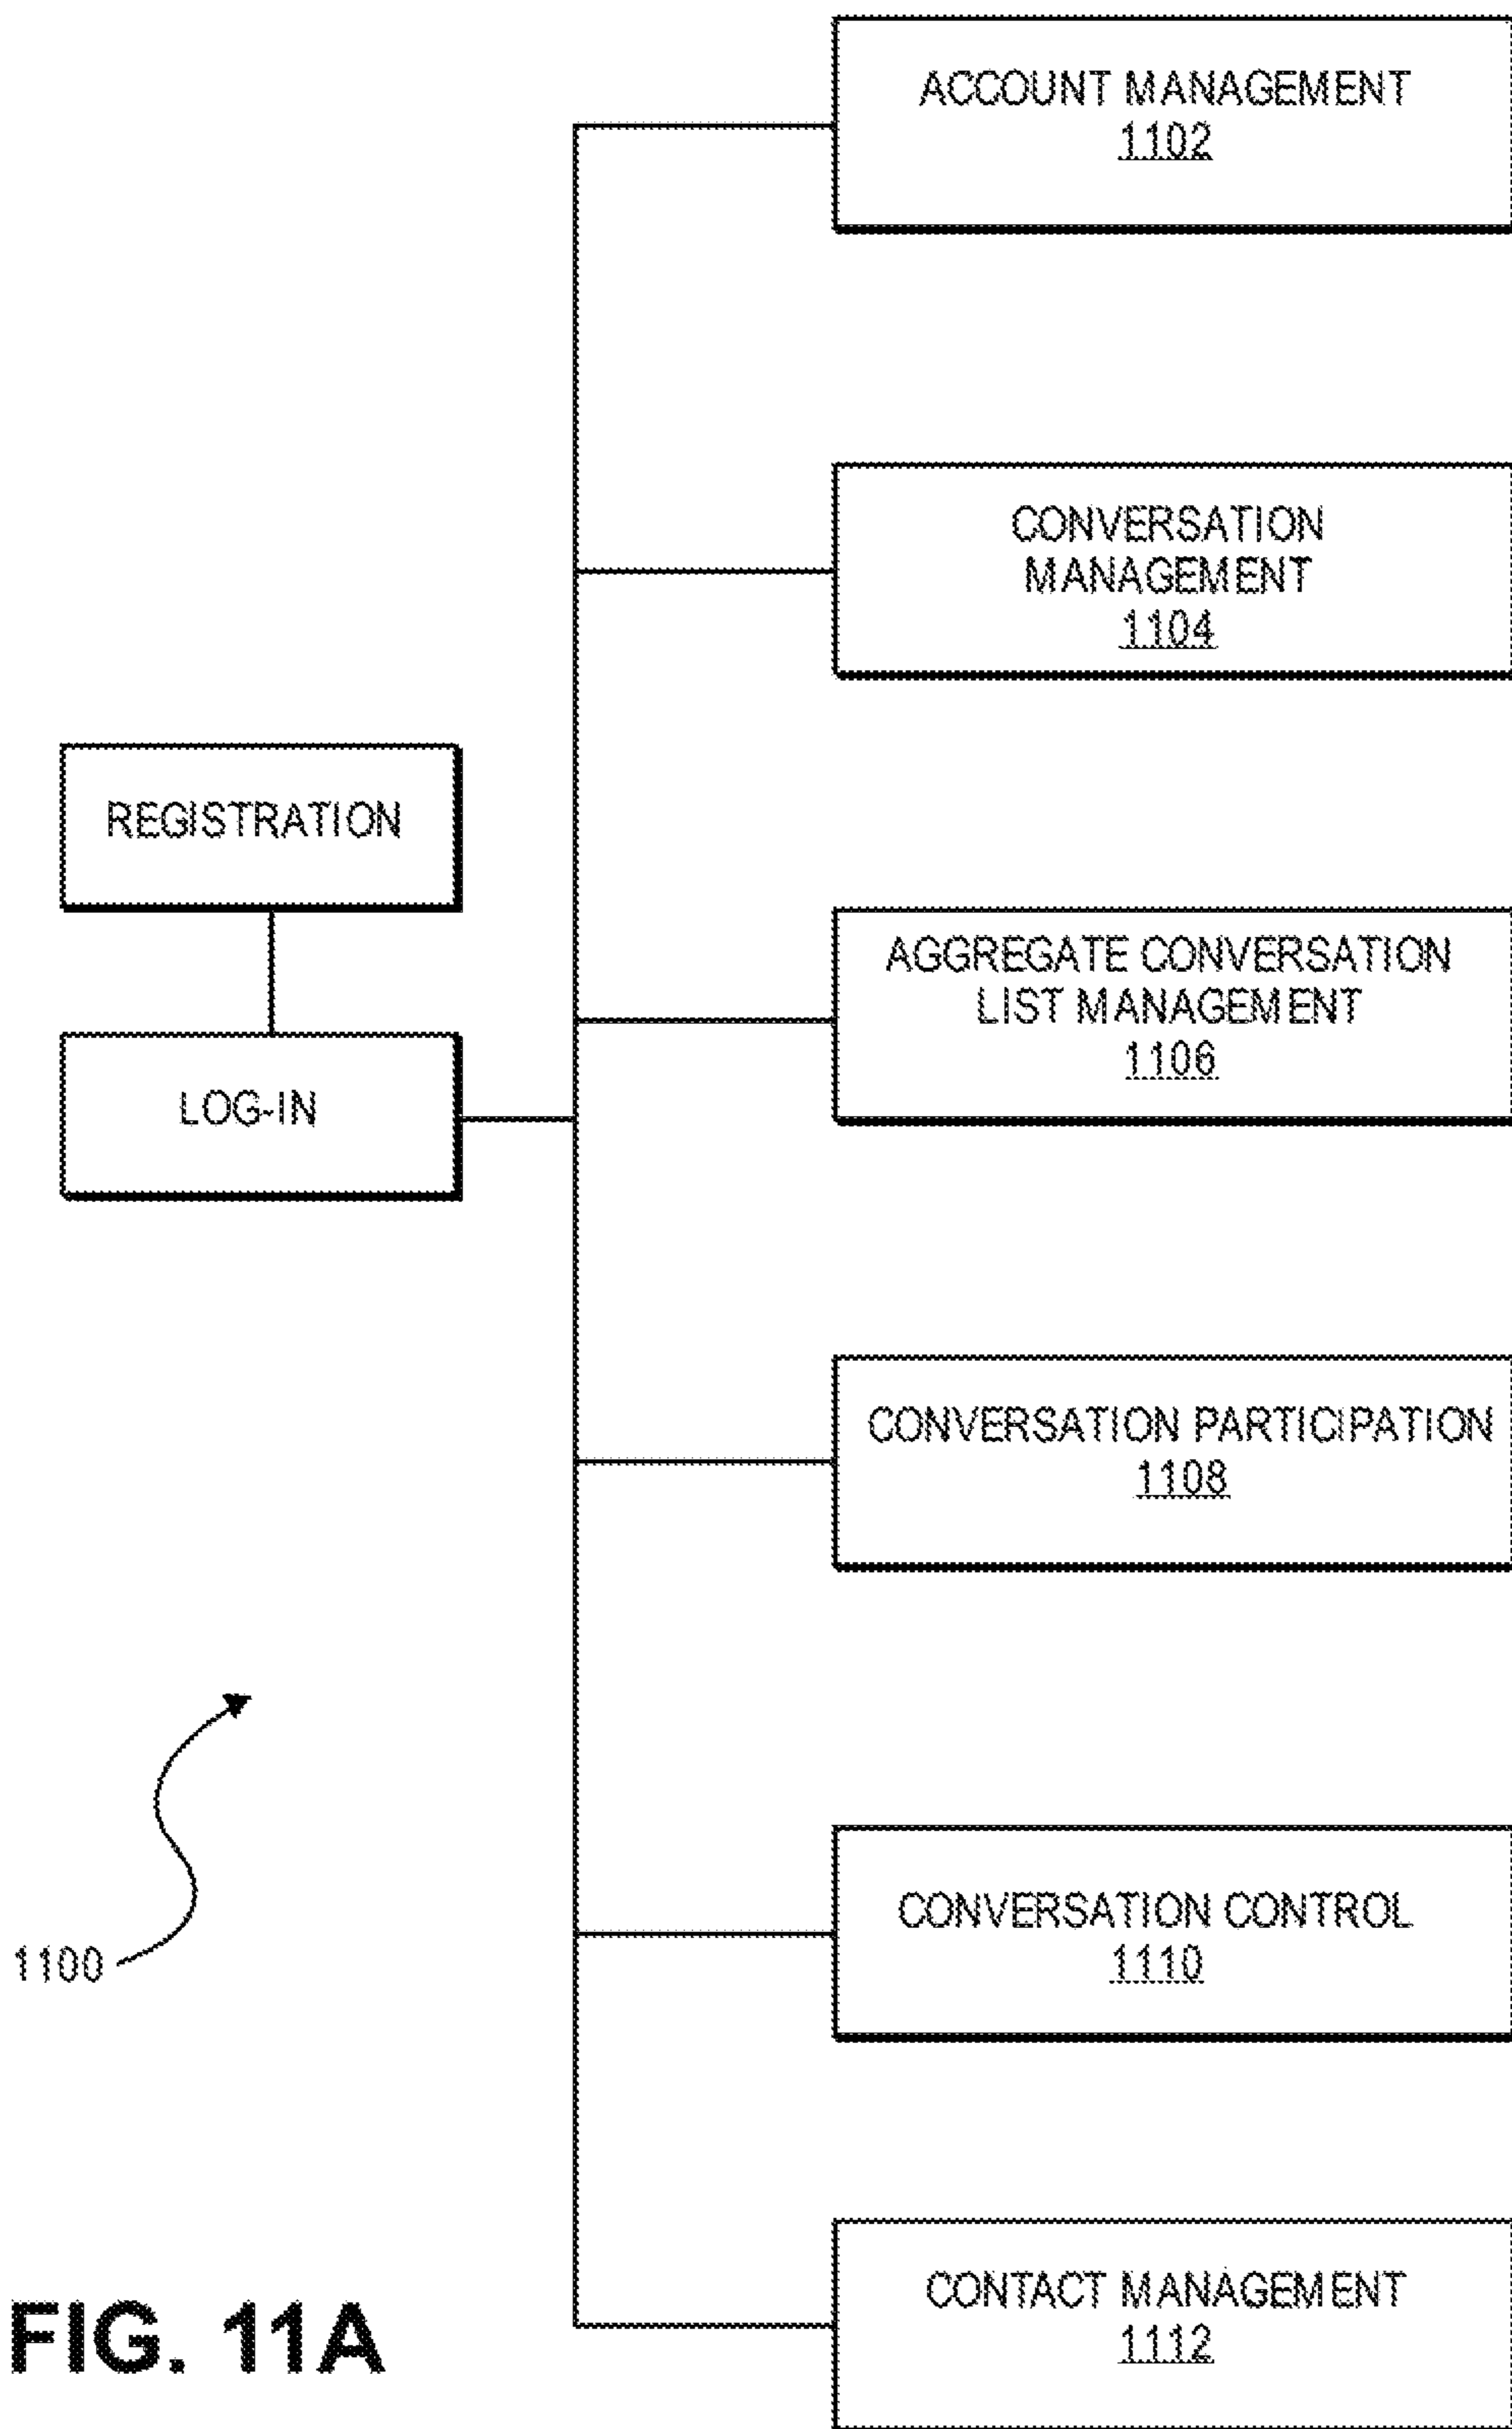 ACCOUNT MANAGEMENT
1102
CONVERSATION
MANAGEMENT
1104
REGISTRATION
LOG-IN
AGGREGATE CONVERSATION
LIST MANAGEMENT
1106
CONVERSATION PARTICIPATION
1108
CONVERSATION CONTROL
1110
1100
CONTACT MANAGEMENT
1112
FIG. 11A